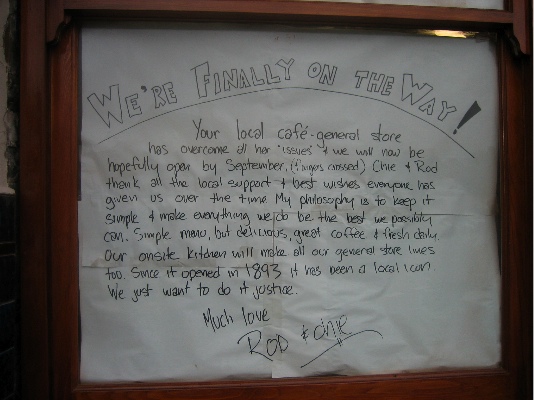 WE'RE FINALLY ON THE WAY!
Your local café-general store
has overcome all her 'issues' & we will now be
hopefully open by September, (fingers crossed) Chie & Rod
thank all the local support & best wishes everyone has
given us over the time My philosophy is to keep it
simple & make everything we do be the best we possibly
can. Simple menu, but delicious, great coffee & fresh daily.
Our onsite kitchen will make all our general store lines
too. Since it opened in 1893 it has been a local icon
We just want to do it justice.
Much love
ROD & CHIE